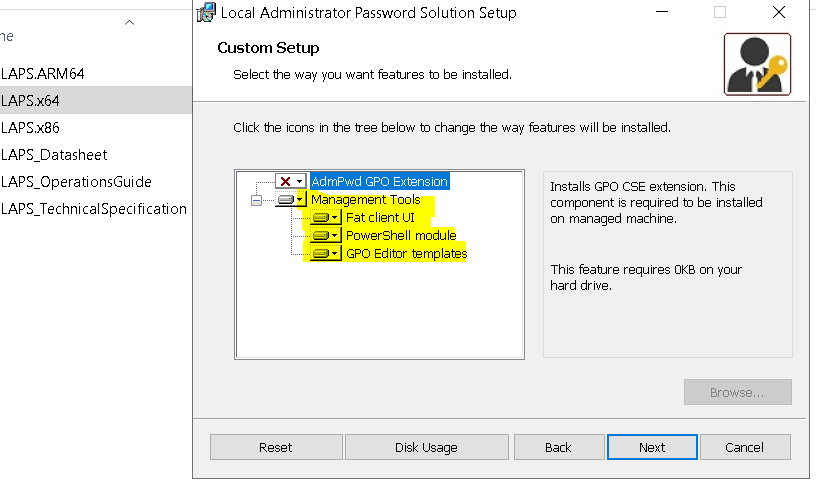 Local Administrator Password Solution Setup
Custom Setup
Select the way you want features to be installed.
LAPS.ARM64
LAPS.x64
LAPS.x86
LAPS_Datasheet
LAPS_OperationsGuide
LAPS_TechnicalSpecification
Click the icons in the tree below to change the way features will be installed.
AdmPwd GPO Extension
Management Tools
Fat client UI
PowerShell module
GPO Editor templates
Installs GPO CSE extension. This
component is required to be installed
on managed machine.
This feature requires 0KB on your
hard drive.
Browse...
Reset
Disk Usage
Back
Next
Cancel